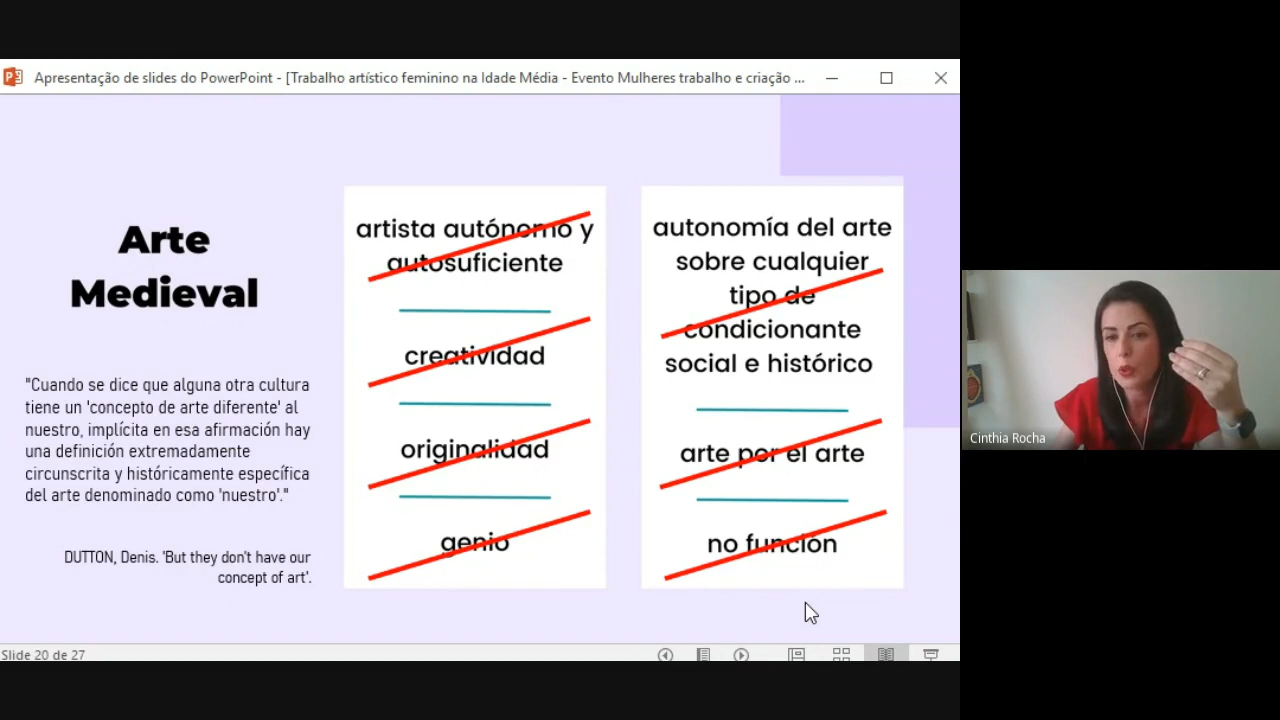 Apresentação de slides do PowerPoint - [Trabalho artístico feminino na Idade Média - Evento Mulheres trabalho e criação ...
Arte
Medieval
"Cuando se dice que alguna otra cultura
tiene un 'concepto de arte diferente' al
nuestro, implícita en esa afirmación hay
una definición extremadamente
circunscrita y históricamente específica
del arte denominado como 'nuestro'."
DUTTON, Denis. 'But they don't have our
concept of art'.
artista autónomo y
autosuficiente
creatividad
originalidad
genio
autonomía del arte
sobre cualquier
tipo de
condicionante
social e histórico
arte por el arte
no función
Cinthia Rocha
Slide 20 de 27